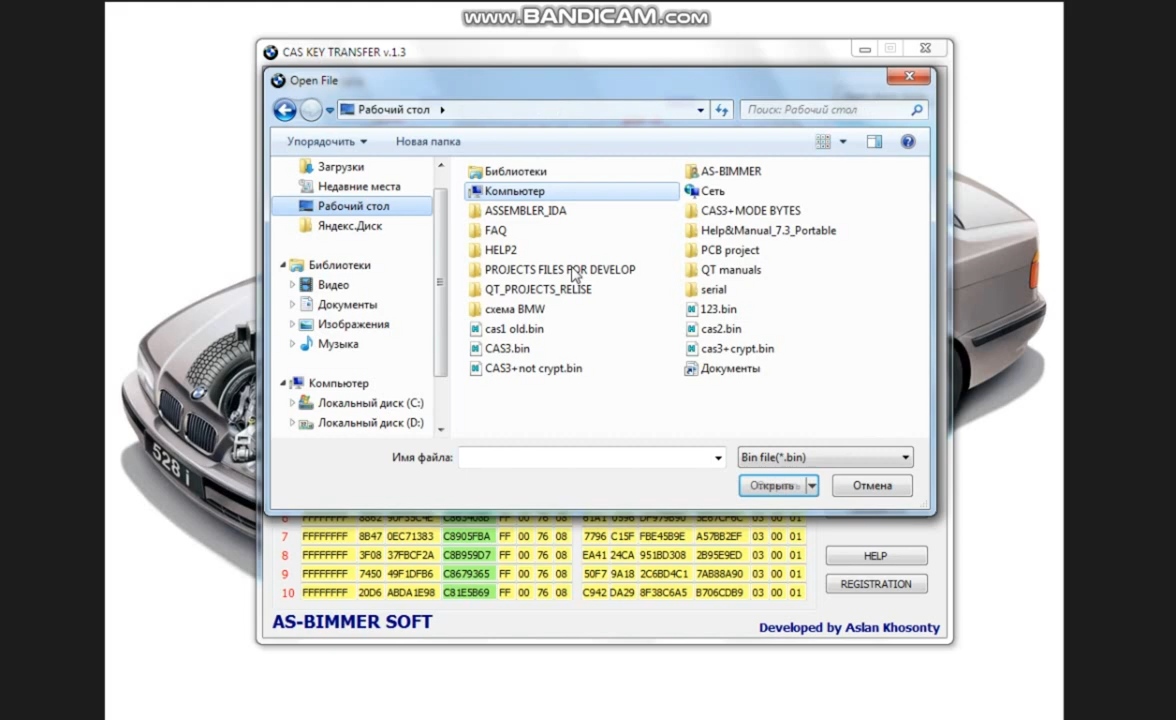 www.BANDICAM.com
CAS KEY TRANSFER v.1.3
Open File
Рабочий стол
Поиск: Рабочий стол
Упорядочить Новая папка
Загрузки
Недавние места
Рабочий стол
Яндекс.Диск
Библиотеки
Видео
Документы
Изображения
Музыка
Компьютер
Локальный диск (C:)
Локальный диск (D:)
Библиотеки
Компьютер
ASSEMBLER_IDA
FAQ
HELP2
PROJECTS FILES FOR DEVELOP
QT_PROJECTS_RELISE
схема BMW
cas1 old.bin
CAS3.bin
CAS3+not crypt.bin
AS-BIMMER
Сеть
CAS3+MODE BYTES
Help&Manual_7.3_Portable
PCB project
QT manuals
serial
123.bin
cas2.bin
cas3+crypt.bin
Документы
Имя файла:
Bin file(*.bin)
Открыть Отмена
7 FFFFFFFF 8B47 0EC71383 C8905FBA FF 00 76 08 7796 C15F FBE45B9E A57BB2EF 03 00 01
8 FFFFFFFF 3F08 37FBCF2A C8B959D7 FF 00 76 08 EA41 24CA 951BD308 2B95E9ED 03 00 01
9 FFFFFFFF 7450 49F1DFB6 C8679365 FF 00 76 08 50F7 9A18 2C6BD4C1 7AB88A90 03 00 01
10 FFFFFFFF 20D6 ABDA1E98 C81E5B69 FF 00 76 08 C942 DA29 8F38C6A5 B706CDB9 03 00 01
HELP
REGISTRATION
AS-BIMMER SOFT
Developed by Aslan Khosonty
528 i